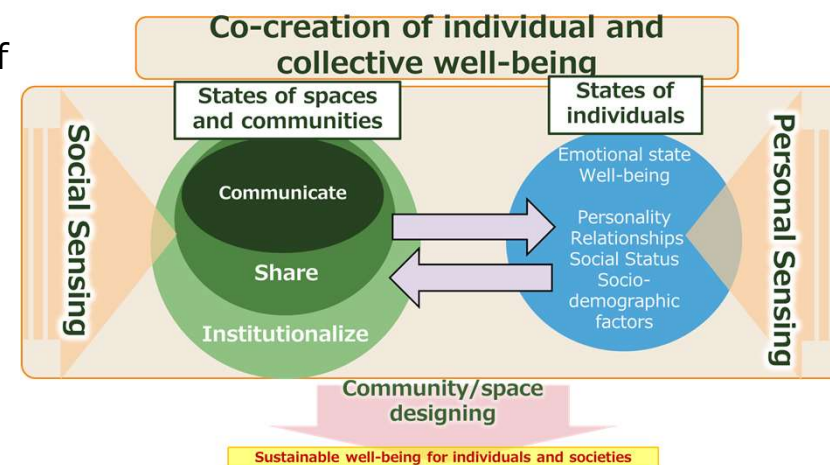 Co-creation of individual and
collective well-being
f
States of spaces
and communities
States of
individuals
Social Sensing
Communicate
Share
Institutionalize
Emotional state
Well-being
Personality
Relationships
Social Status
Socio-
demographic
factors
Personal Sensing
Community/space
designing
Sustainable well-being for individuals and societies